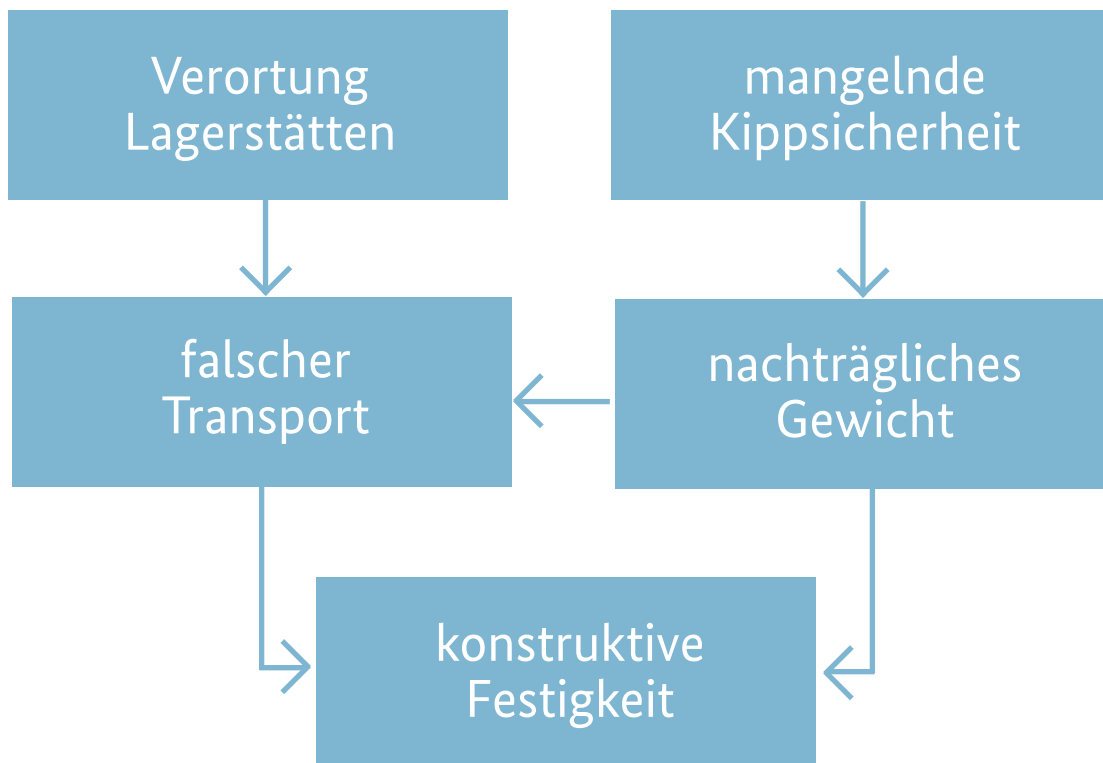 Verortung
Lagerstätten
mangelnde
Kippsicherheit
falscher
Transport
nachträgliches
Gewicht
konstruktive
Festigkeit